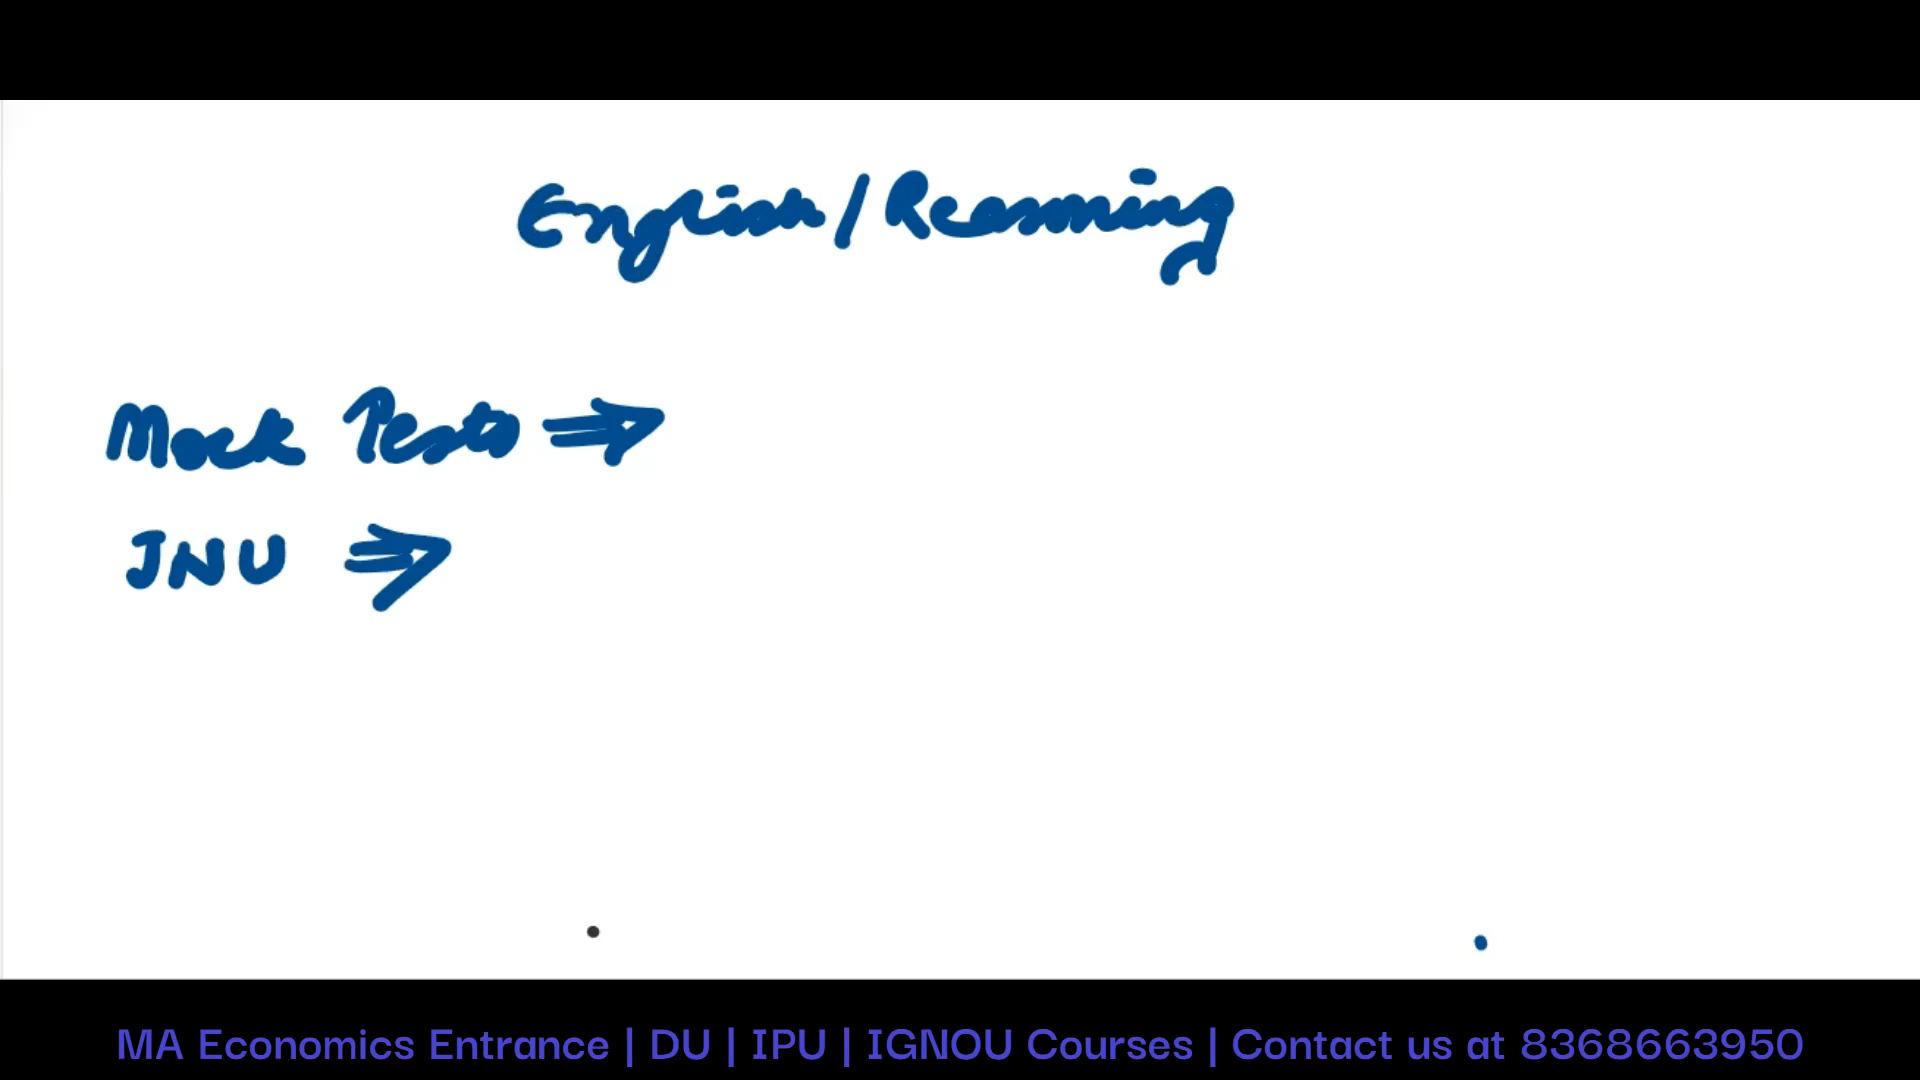 English/Reasoning
Mock Tests ⇒
JNU ⇒
MA Economics Entrance | DU | IPU | IGNOU Courses | Contact us at 8368663950